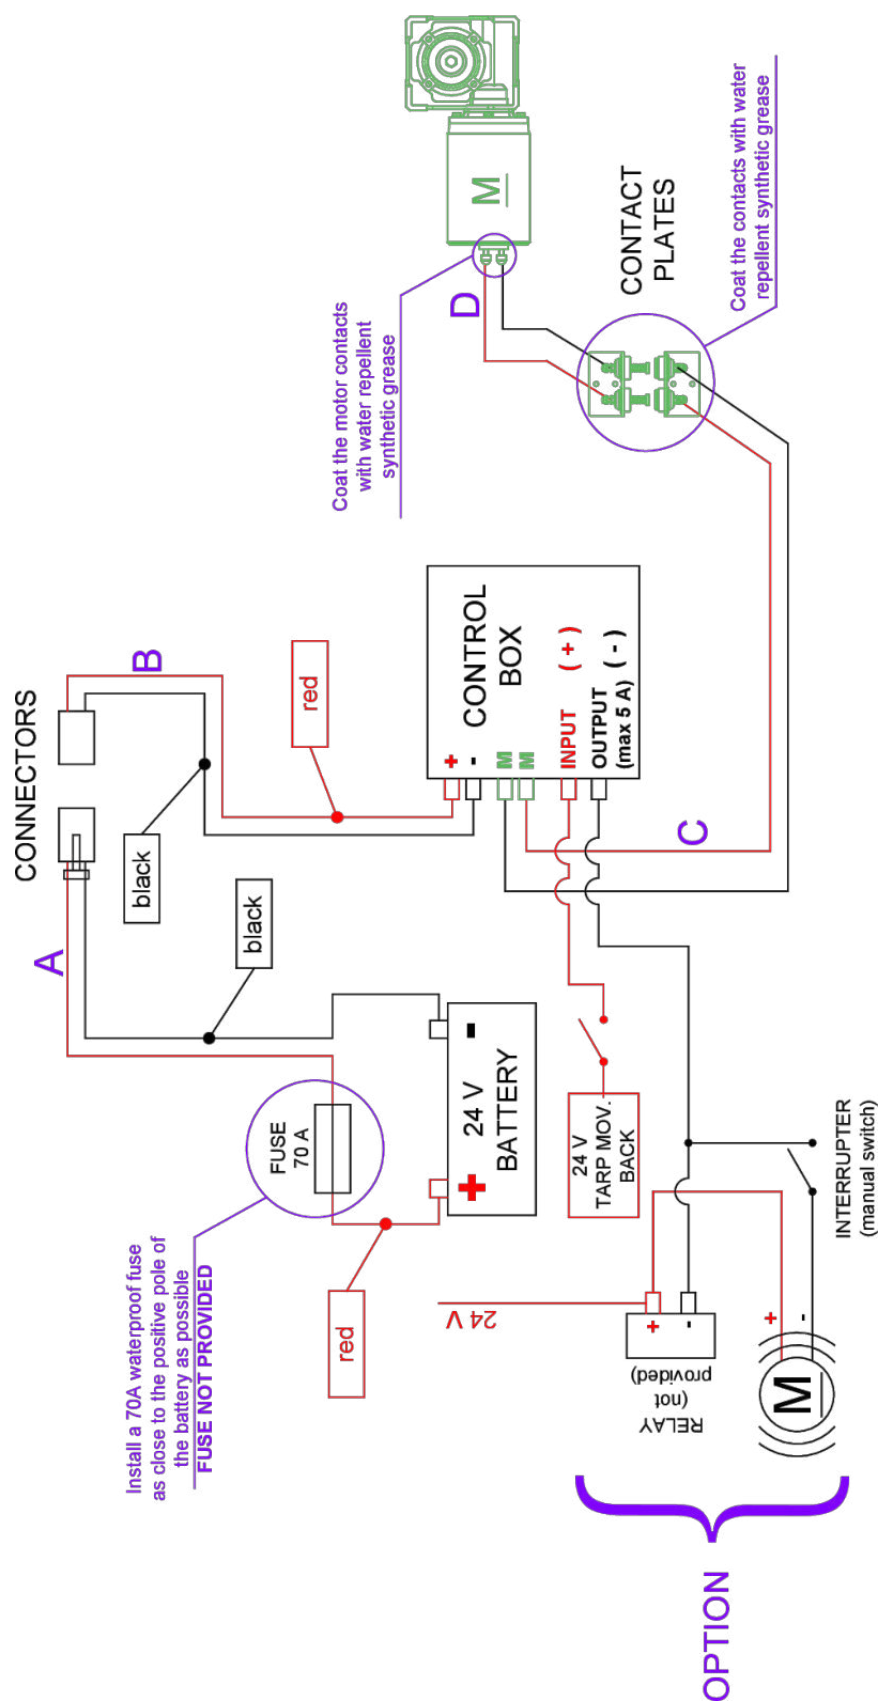 OPTION
Install a 70A waterproof fuse
as close to the positive pole of
the battery as possible
FUSE NOT PROVIDED
red
FUSE
70 A
+
-
24 V
BATTERY
A
black
CONNECTORS
black
B
red
+
-
M
M
CONTROL
BOX
INPUT (+)
OUTPUT (-)
(max 5 A)
C
24 V
TARP MOV.
BACK
24 V
+
-
RELAY
(not
provided)
+
-
M
INTERRUPTER
(manual switch)
Coat the motor contacts
with water repellent
synthetic grease
D
M
CONTACT
PLATES
Coat the contacts with water
repellent synthetic grease